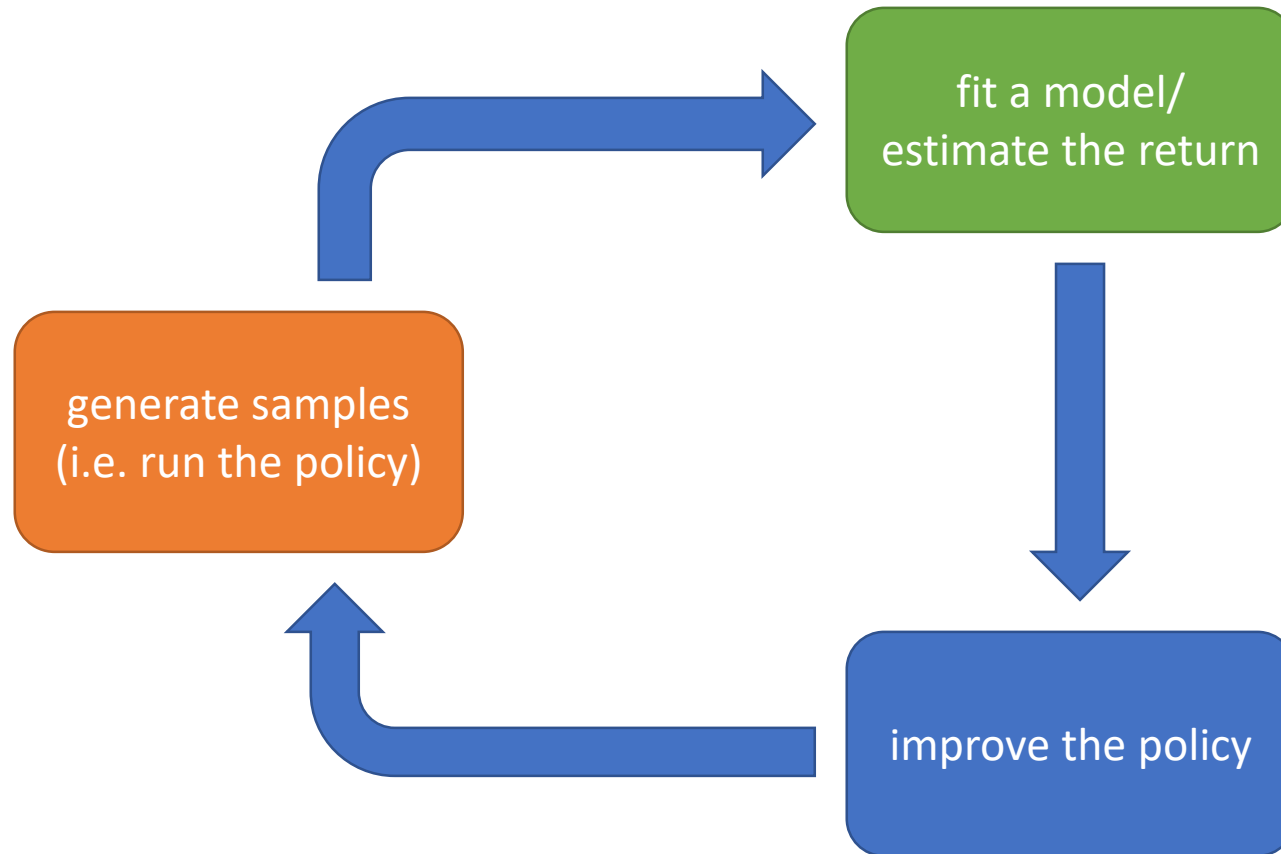 fit a model/
estimate the return
generate samples
(i.e. run the policy)
improve the policy